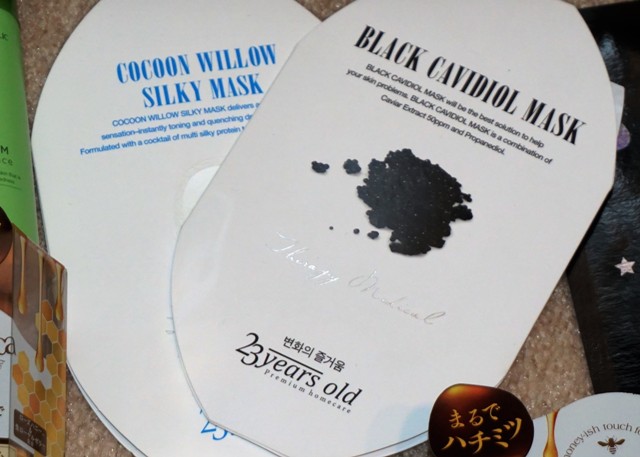 COCOON WILLOW
SILKY MASK
COCOON WILLOW SILKY MASK delivers
sensation-instantly toning and quenching
Formulated with a cocktail of multi silky protein
BLACK CAVIDIOL MASK
BLACK CAVIDIOL MASK will be the best solution to help
your skin problems. BLACK CAVIDIOL MASK is a combination of
Caviar Extract 50ppm and Propanediol.
Therapy Medical
변화의 즐거움
23years old
Premium homecare
まるで
ハチミツ
honey-ish touch